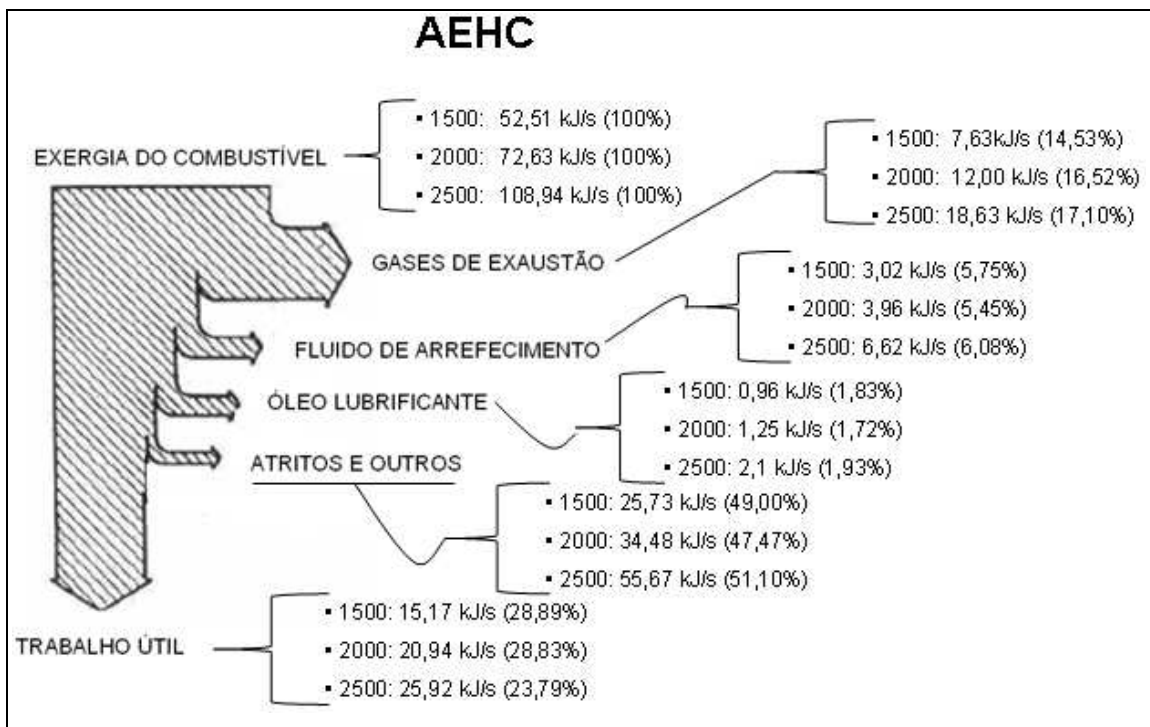 AEHC
EXERGIA DO COMBUSTÍVEL
▪ 1500: 52,51 kJ/s (100%)
▪ 2000: 72,63 kJ/s (100%)
▪ 2500: 108,94 kJ/s (100%)
GASES DE EXAUSTÃO
▪ 1500: 7,63kJ/s (14,53%)
▪ 2000: 12,00 kJ/s (16,52%)
▪ 2500: 18,63 kJ/s (17,10%)
FLUIDO DE ARREFECIMENTO
▪ 1500: 3,02 kJ/s (5,75%)
▪ 2000: 3,96 kJ/s (5,45%)
▪ 2500: 6,62 kJ/s (6,08%)
ÓLEO LUBRIFICANTE
▪ 1500: 0,96 kJ/s (1,83%)
▪ 2000: 1,25 kJ/s (1,72%)
▪ 2500: 2,1 kJ/s (1,93%)
ATRITOS E OUTROS
▪ 1500: 25,73 kJ/s (49,00%)
▪ 2000: 34,48 kJ/s (47,47%)
▪ 2500: 55,67 kJ/s (51,10%)
TRABALHO ÚTIL
▪ 1500: 15,17 kJ/s (28,89%)
▪ 2000: 20,94 kJ/s (28,83%)
▪ 2500: 25,92 kJ/s (23,79%)